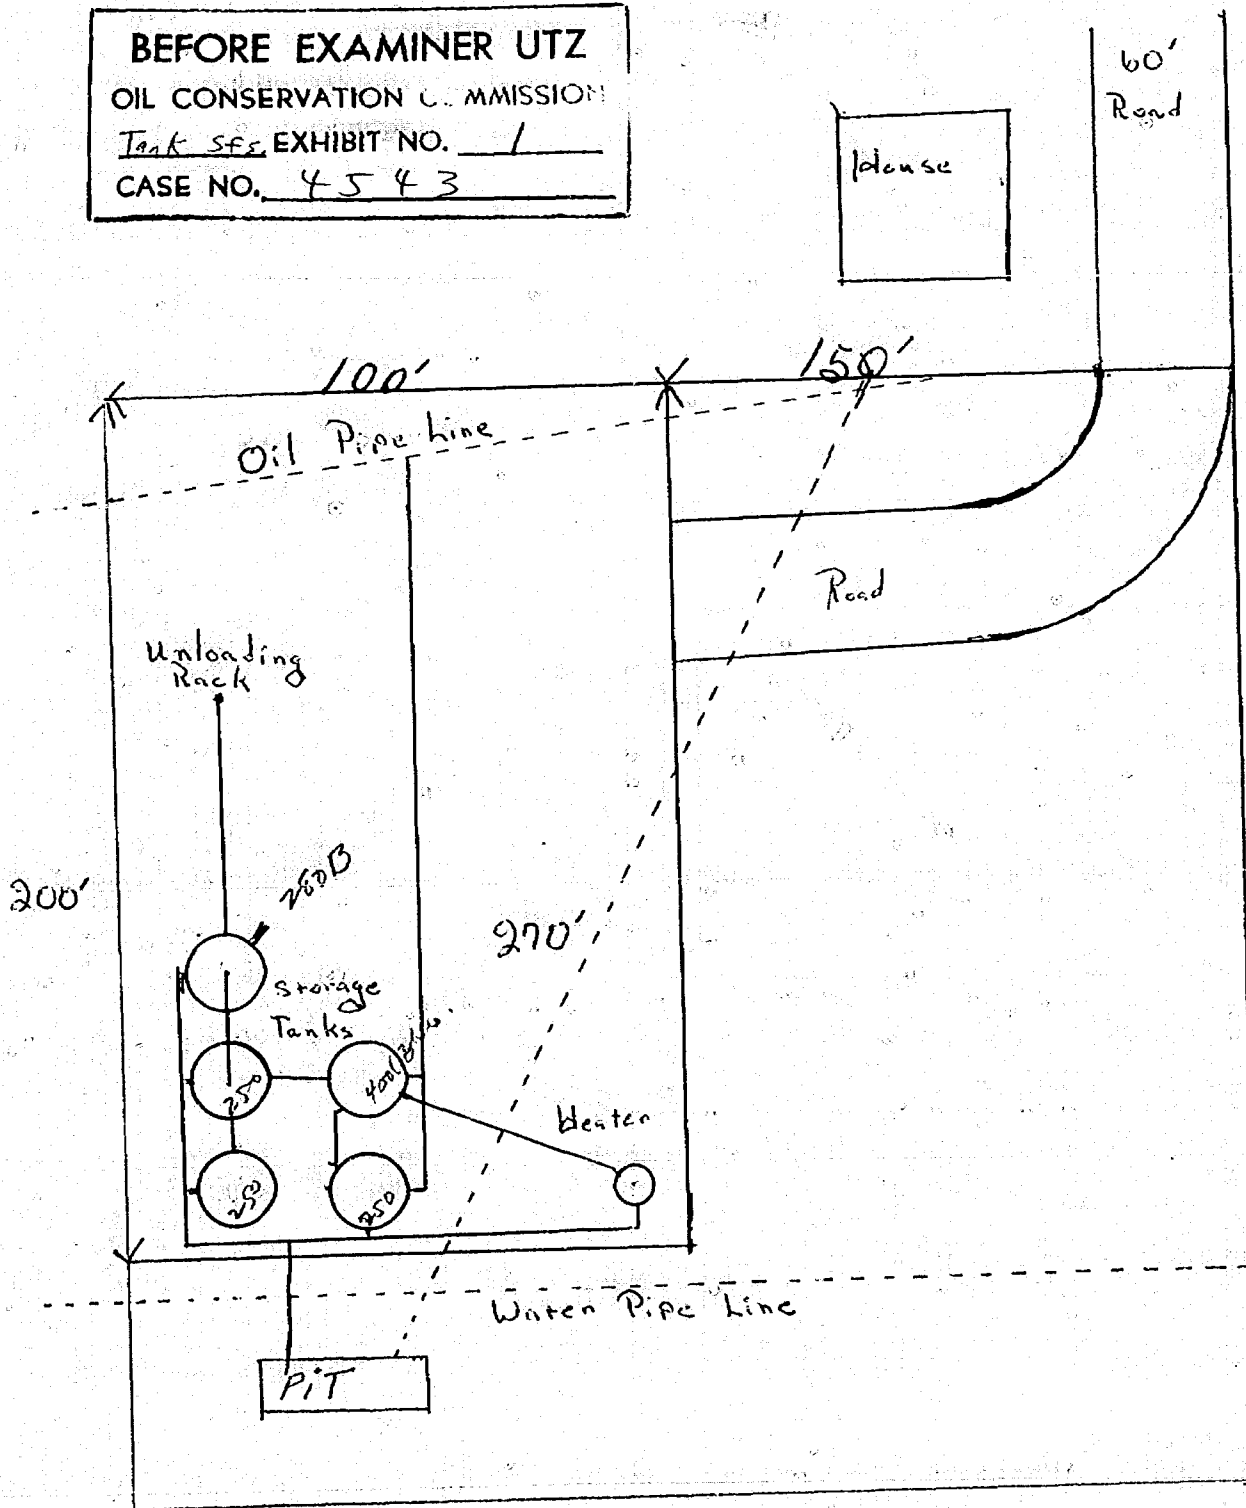 BEFORE EXAMINER UTZ
OIL CONSERVATION C. MMISSION
Tank Sfs. EXHIBIT NO. 1
CASE NO. 4543
60'
Road
House
100'
150'
Oil Pipe Line
Road
Unloading
Rack
200'
270'
Storage
Tanks
250
400
Heater
250
250
Water Pipe Line
PiT